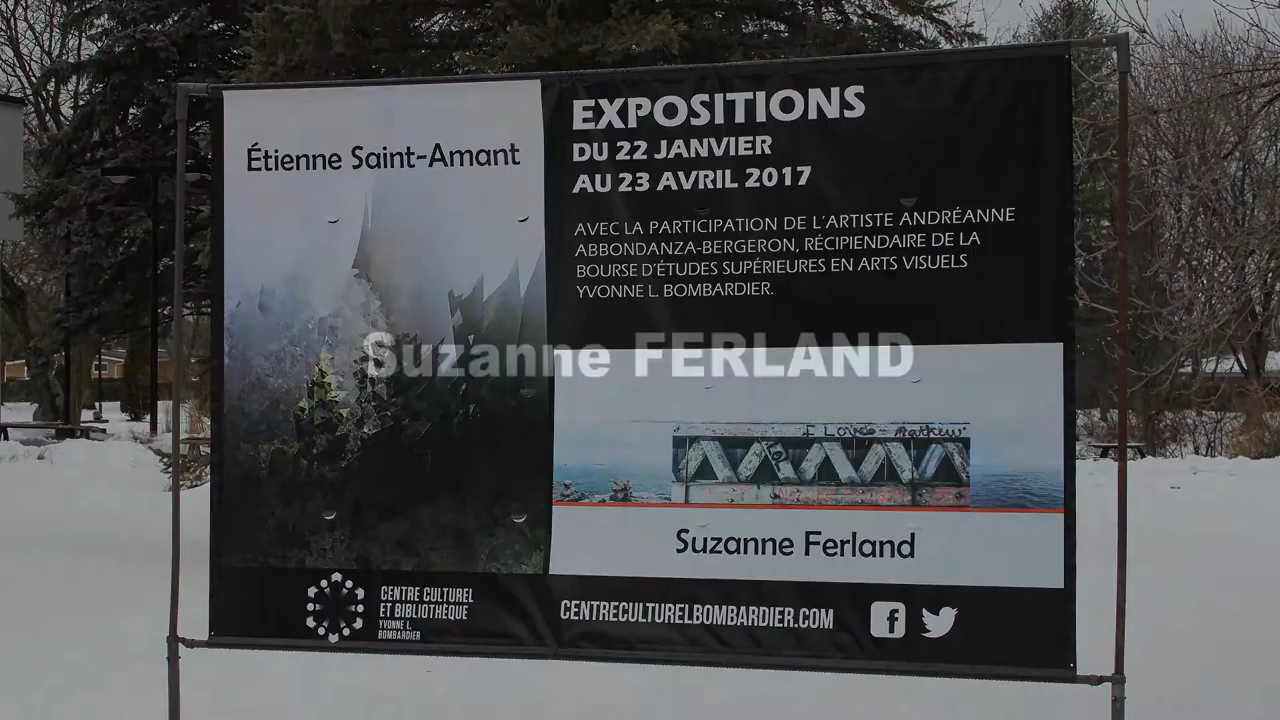 Étienne Saint-Amant
EXPOSITIONS
DU 22 JANVIER
AU 23 AVRIL 2017
AVEC LA PARTICIPATION DE L'ARTISTE ANDRÉANNE
ABBONDANZA-BERGERON, RÉCIPIENDAIRE DE LA
BOURSE D'ÉTUDES SUPÉRIEURES EN ARTS VISUELS
YVONNE L. BOMBARDIER.
Suzanne FERLAND
I Love Mathew
Suzanne Ferland
CENTRE CULTUREL
ET BIBLIOTHÈQUE
YVONNE L.
BOMBARDIER
CENTRECULTURELBOMBARDIER.COM